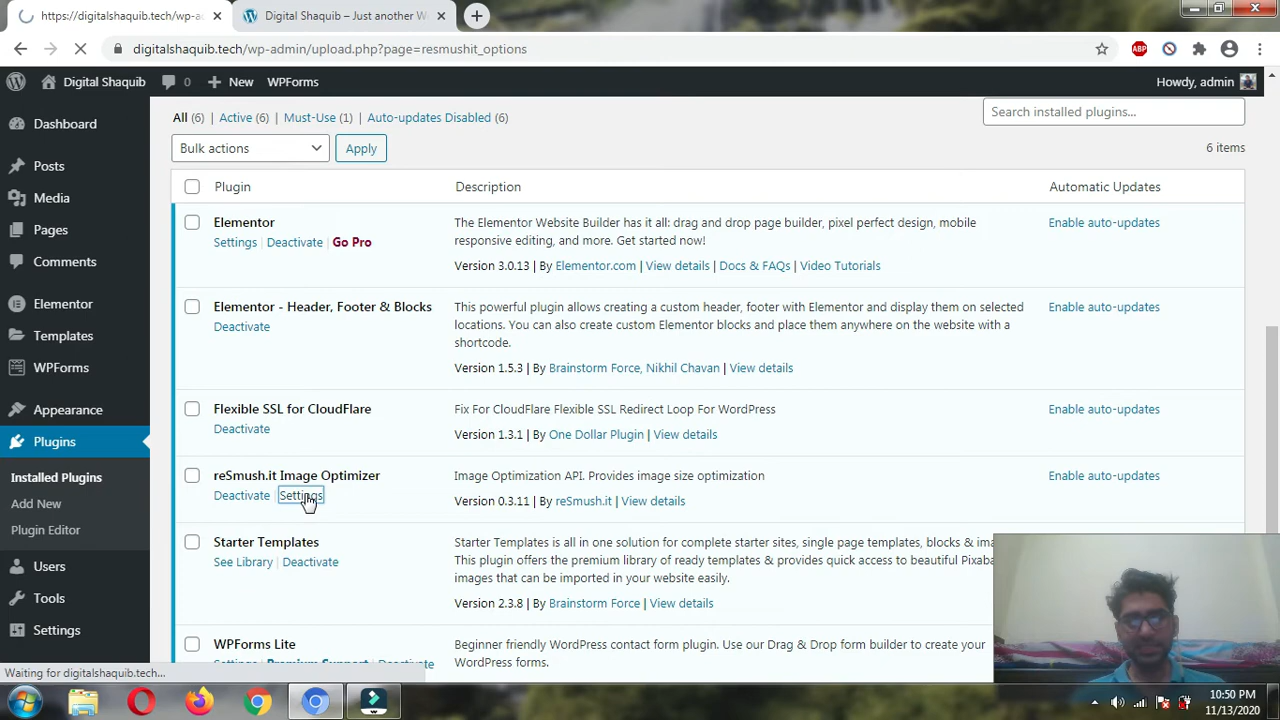 https://digitalshaquib.tech/wp-a
Digital Shaquib – Just another W
digitalshaquib.tech/wp-admin/upload.php?page=resmushit_options
ABP
Digital Shaquib
0
New
WPForms
Howdy, admin
Dashboard
Posts
Media
Pages
Comments
Elementor
Templates
WPForms
Appearance
Plugins
Installed Plugins
Add New
Plugin Editor
Users
Tools
Settings
All (6) | Active (6) | Must-Use (1) | Auto-updates Disabled (6)
Search installed plugins...
Bulk actions
Apply
6 items
Plugin
Description
Automatic Updates
Elementor
Settings | Deactivate | Go Pro
The Elementor Website Builder has it all: drag and drop page builder, pixel perfect design, mobile
responsive editing, and more. Get started now!
Version 3.0.13 | By Elementor.com | View details | Docs & FAQs | Video Tutorials
Enable auto-updates
Elementor - Header, Footer & Blocks
Deactivate
This powerful plugin allows creating a custom header, footer with Elementor and display them on selected
locations. You can also create custom Elementor blocks and place them anywhere on the website with a
shortcode.
Version 1.5.3 | By Brainstorm Force, Nikhil Chavan | View details
Enable auto-updates
Flexible SSL for CloudFlare
Deactivate
Fix For CloudFlare Flexible SSL Redirect Loop For WordPress
Version 1.3.1 | By One Dollar Plugin | View details
Enable auto-updates
reSmush.it Image Optimizer
Deactivate | Settings
Image Optimization API. Provides image size optimization
Version 0.3.11 | By reSmush.it | View details
Enable auto-updates
Starter Templates
See Library | Deactivate
Starter Templates is all in one solution for complete starter sites, single page templates, blocks & ima
This plugin offers the premium library of ready templates & provides quick access to beautiful Pixaba
images that can be imported in your website easily.
Version 2.3.8 | By Brainstorm Force | View details
WPForms Lite
Settings | Premium Support | Deactivate
Beginner friendly WordPress contact form plugin. Use our Drag & Drop form builder to create your
WordPress forms.
Waiting for digitalshaquib.tech...
10:50 PM
11/13/2020